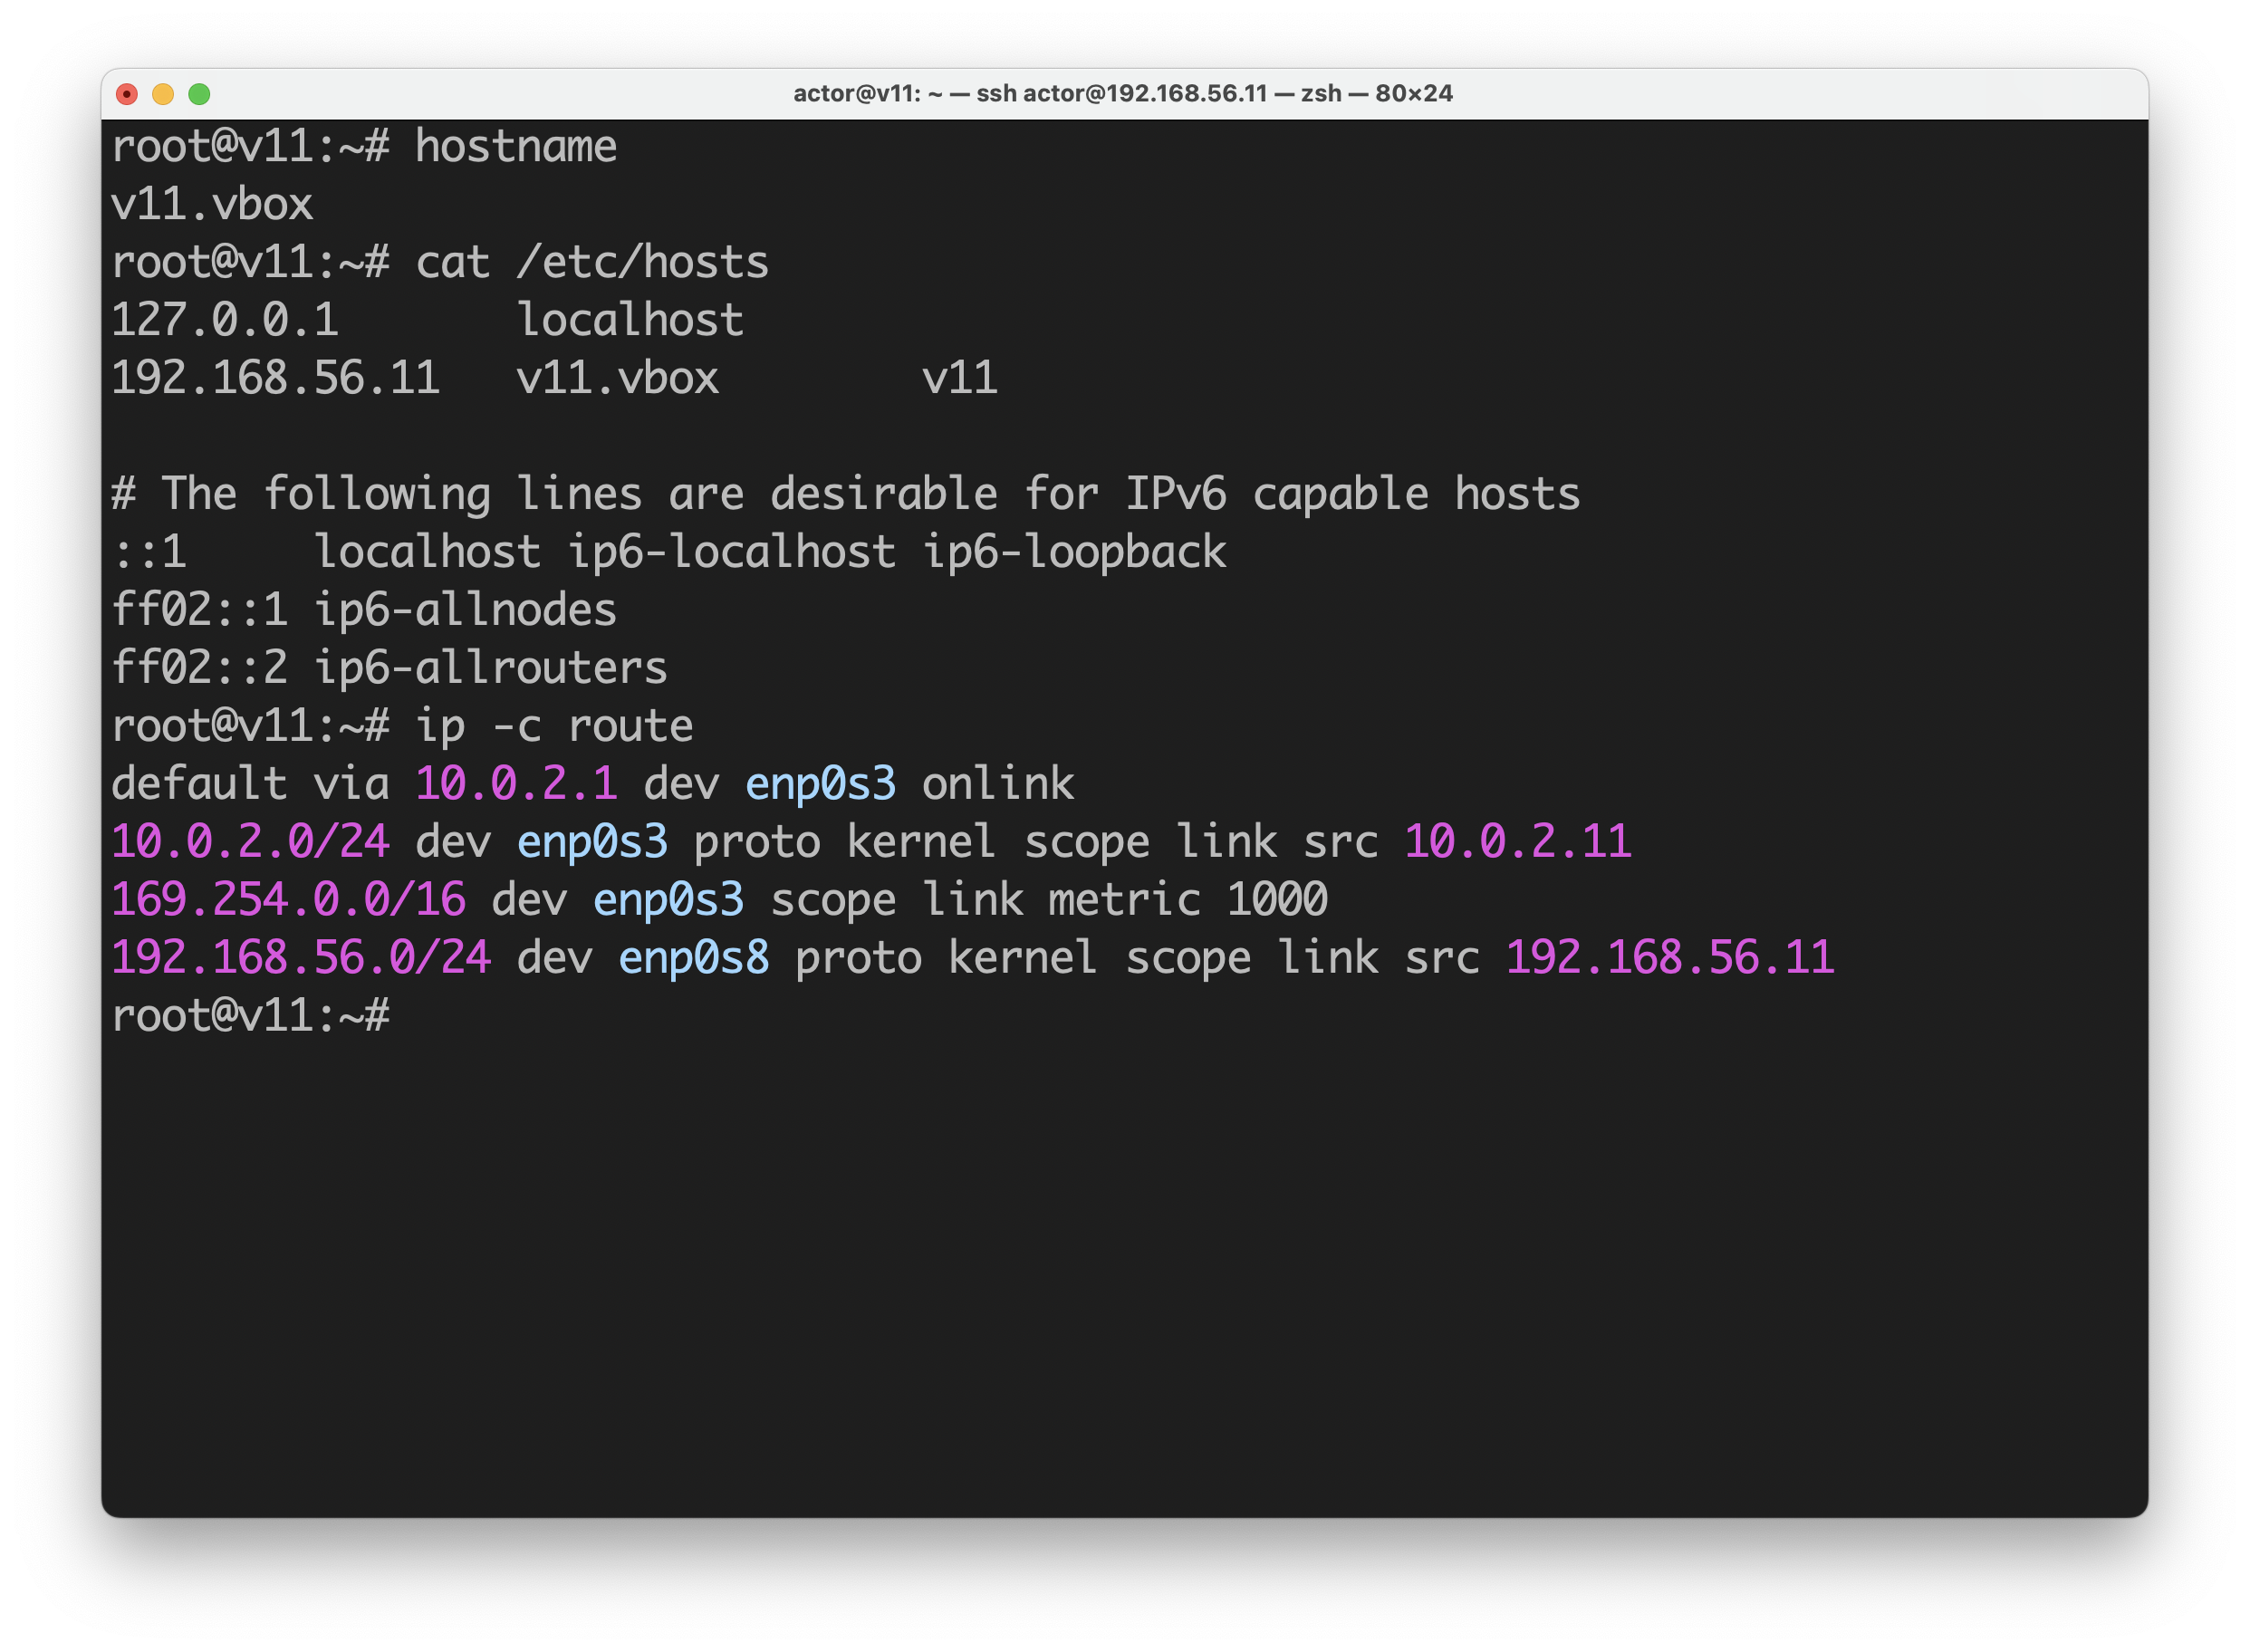 actor@v11: ~ — ssh actor@192.168.56.11 — zsh — 80×24
root@v11:~# hostname
v11.vbox
root@v11:~# cat /etc/hosts
127.0.0.1       localhost
192.168.56.11   v11.vbox        v11
# The following lines are desirable for IPv6 capable hosts
::1     localhost ip6-localhost ip6-loopback
ff02::1 ip6-allnodes
ff02::2 ip6-allrouters
root@v11:~# ip -c route
default via 10.0.2.1 dev enp0s3 onlink
10.0.2.0/24 dev enp0s3 proto kernel scope link src 10.0.2.11
169.254.0.0/16 dev enp0s3 scope link metric 1000
192.168.56.0/24 dev enp0s8 proto kernel scope link src 192.168.56.11
root@v11:~#